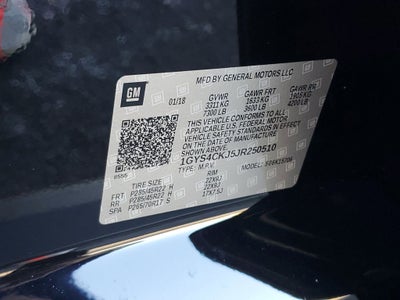 GM
MFD BY GENERAL MOTORS LLC
01/18 GVWR GAWR FRT GAWR RR
3311 KG 1633 KG 1905 KG
7300 LB 3600 LB 4200 LB
THIS VEHICLE CONFORMS TO ALL
APPLICABLE U.S. FEDERAL MOTOR
VEHICLE SAFETY STANDARDS IN EFFECT
ON THE DATE OF MANUFACTURE
SHOWN ABOVE.
1GYS4CKJ5JR250510
TYPE: M.P.V.
TIRE SIZE RIM
FRT P285/45R22 H 22X9J
RR P285/45R22 H 22X9J
SPA P265/70R17 S 17X7.5J